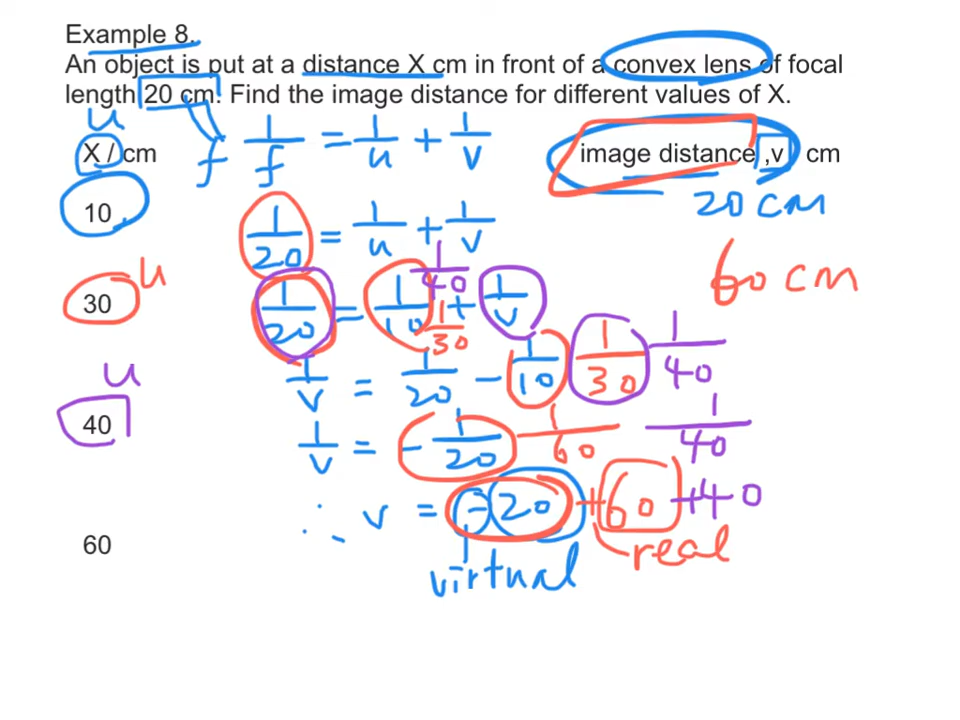 Example 8.
An object is put at a distance X cm in front of a convex lens of focal
length 20 cm. Find the image distance for different values of X.
u
X / cm f 1/f = 1/u + 1/v image distance ,v / cm
20 cm
10 1/20 = 1/u + 1/v
u 1/40 60 cm
30 1/20 = 1/10 + 1/v
1/30
u 1/v = 1/20 - 1/10 1/30 1/40
40 1/v = - 1/20 1/60 1/40
∴ v = -20 +60 +40
60 virtual real